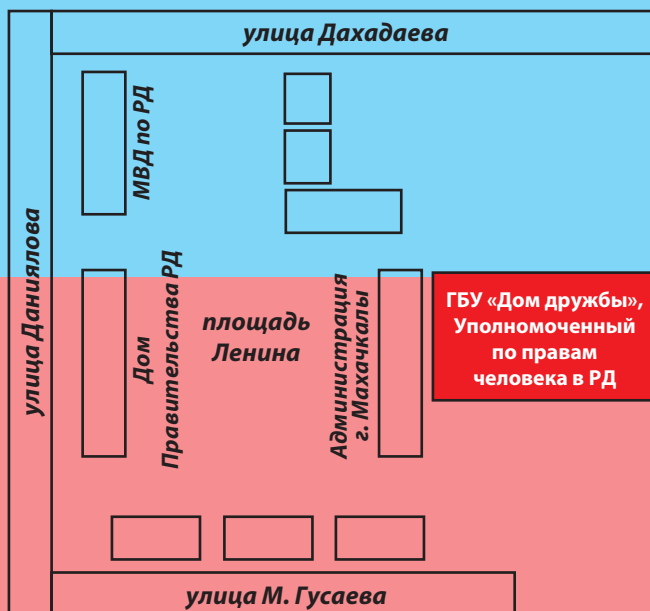 улица Дахадаева
улица Даниялова
МВД по РД
Дом
Правительства РД
площадь
Ленина
Администрация
г. Махачкалы
ГБУ «Дом дружбы»,
Уполномоченный
по правам
человека в РД
улица М. Гусаева